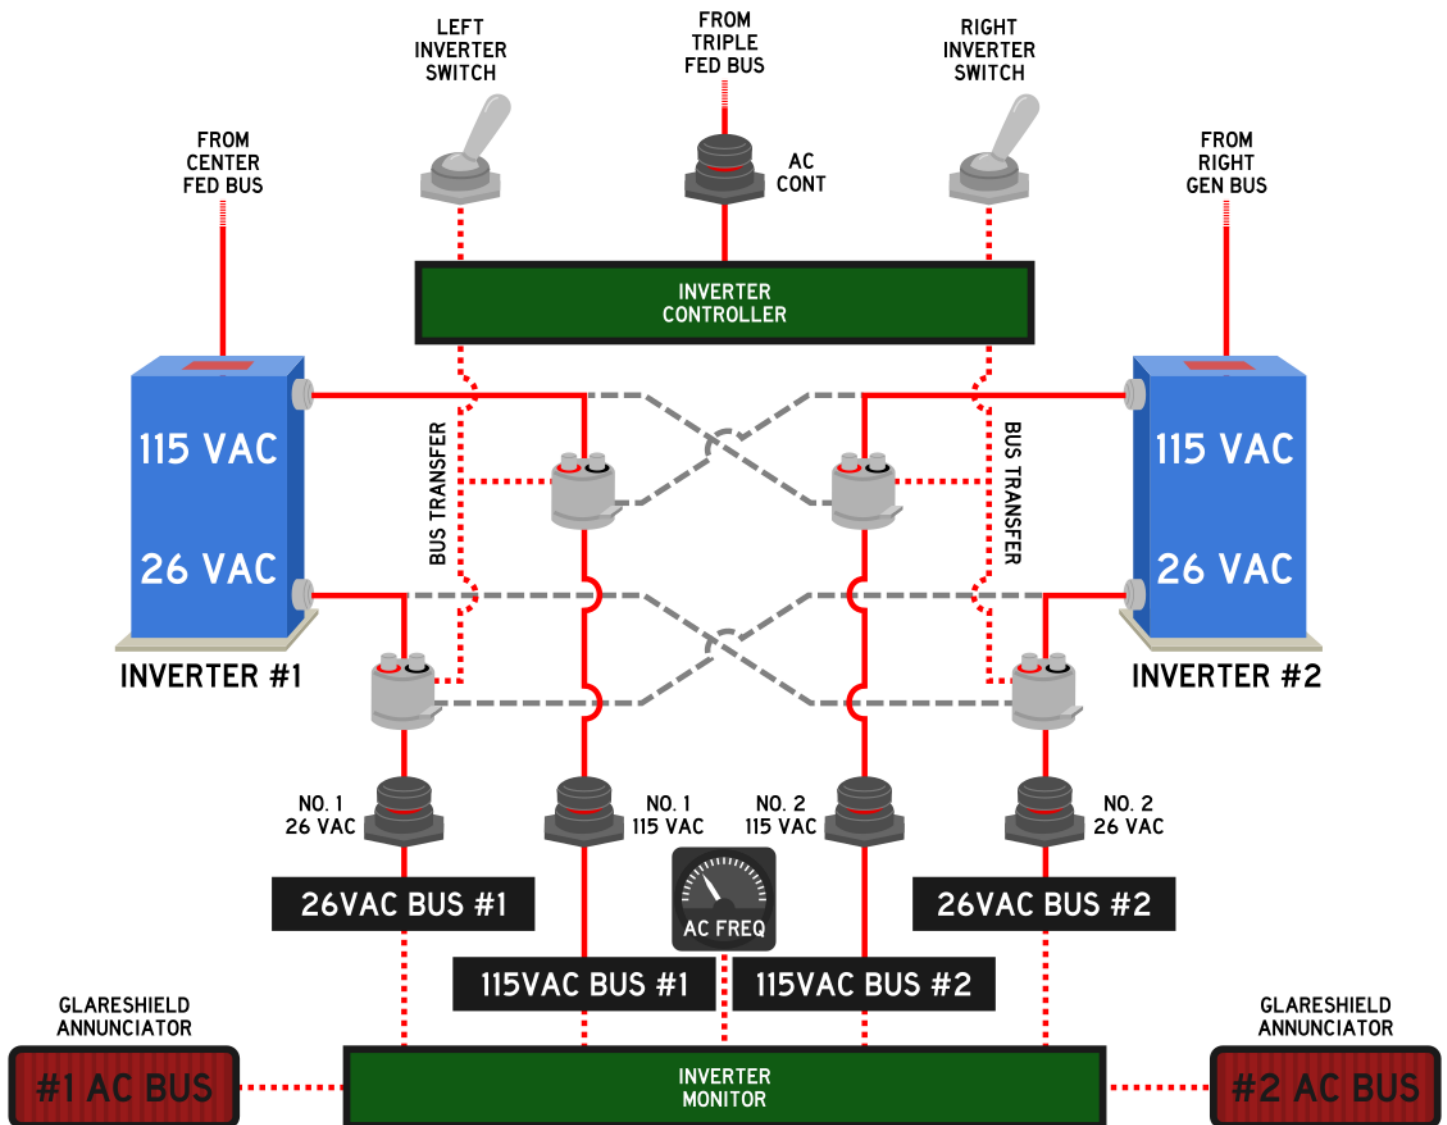 LEFT
INVERTER
SWITCH
FROM
TRIPLE
FED BUS
RIGHT
INVERTER
SWITCH
FROM
CENTER
FED BUS
AC
CONT
FROM
RIGHT
GEN BUS
INVERTER
CONTROLLER
115 VAC
26 VAC
INVERTER #1
BUS TRANSFER
BUS TRANSFER
115 VAC
26 VAC
INVERTER #2
NO. 1
26 VAC
NO. 1
115 VAC
NO. 2
115 VAC
NO. 2
26 VAC
26VAC BUS #1
AC FREQ
26VAC BUS #2
115VAC BUS #1
115VAC BUS #2
GLARESHIELD
ANNUNCIATOR
#1 AC BUS
INVERTER
MONITOR
GLARESHIELD
ANNUNCIATOR
#2 AC BUS